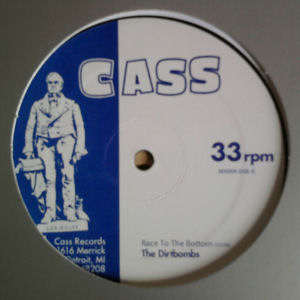 CASS
33 rpm
Race To The Bottom
The Dirtbombs
Cass Records
1616 Merrick
Detroit, MI
48208